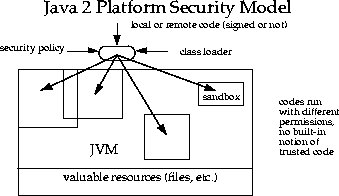 Java 2 Platform Security Model
local or remote code (signed or not)
security policy
class loader
sandbox
codes run
with different
permissions,
no built-in
notion of
trusted code
JVM
valuable resources (files, etc.)